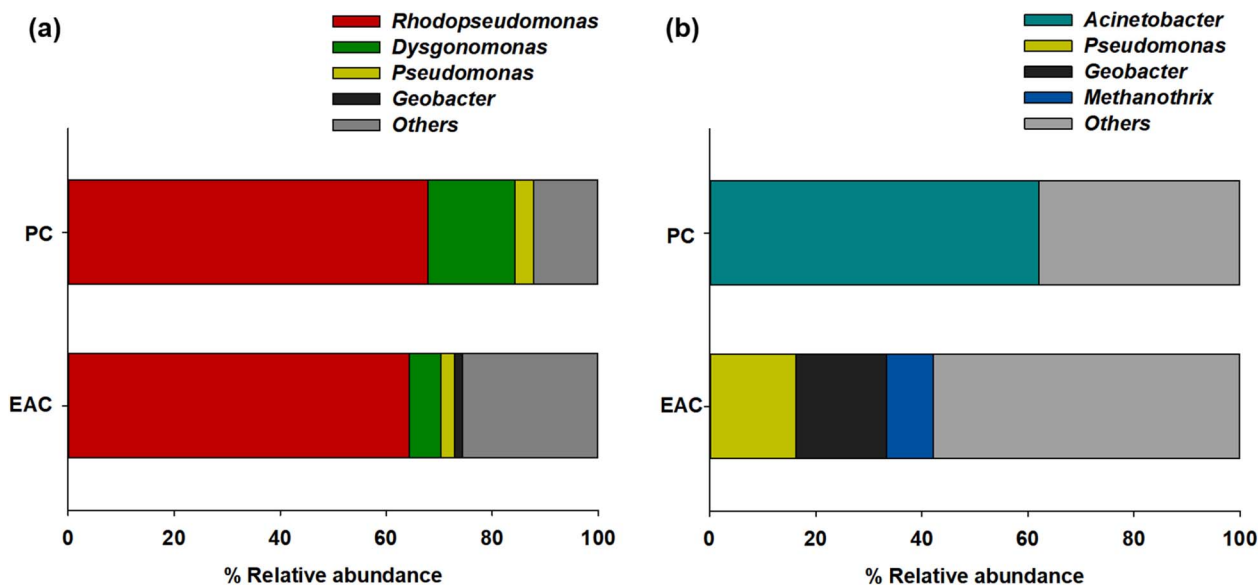 (a)
Rhodopseudomonas
Dysgonomonas
Pseudomonas
Geobacter
Others
PC
EAC
0 20 40 60 80 100
% Relative abundance
(b)
Acinetobacter
Pseudomonas
Geobacter
Methanothrix
Others
PC
EAC
0 20 40 60 80 100
% Relative abundance